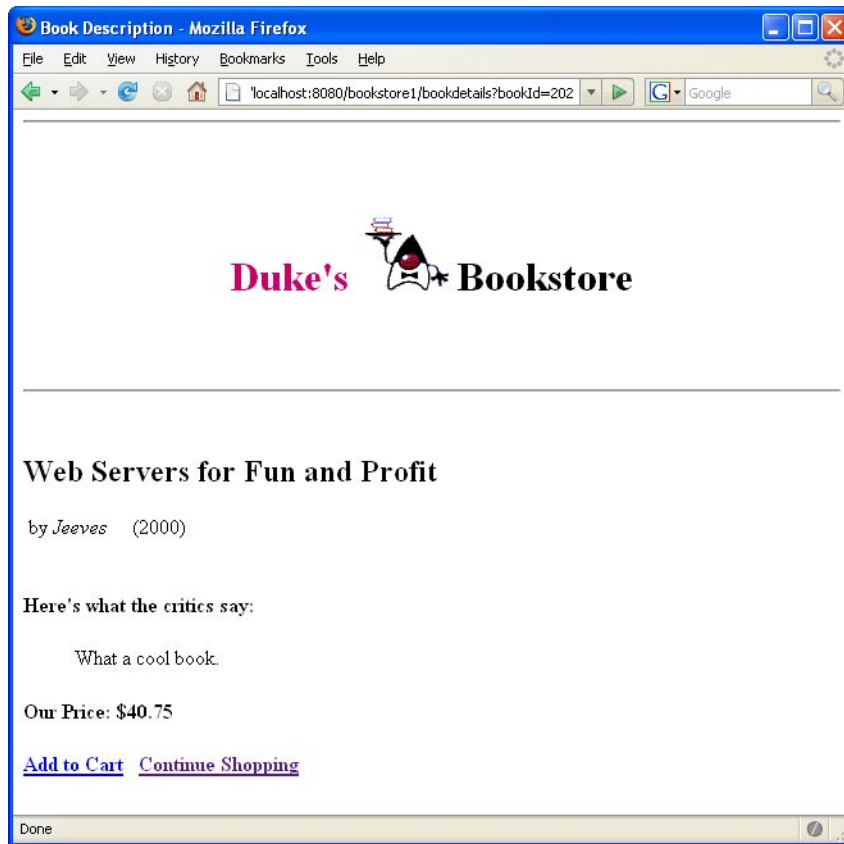 Book Description - Mozilla Firefox
File Edit View History Bookmarks Tools Help
'localhost:8080/bookstore1/bookdetails?bookId=202 G Google
Duke's Bookstore
Web Servers for Fun and Profit
by Jeeves (2000)
Here's what the critics say:
What a cool book.
Our Price: $40.75
Add to Cart Continue Shopping
Done